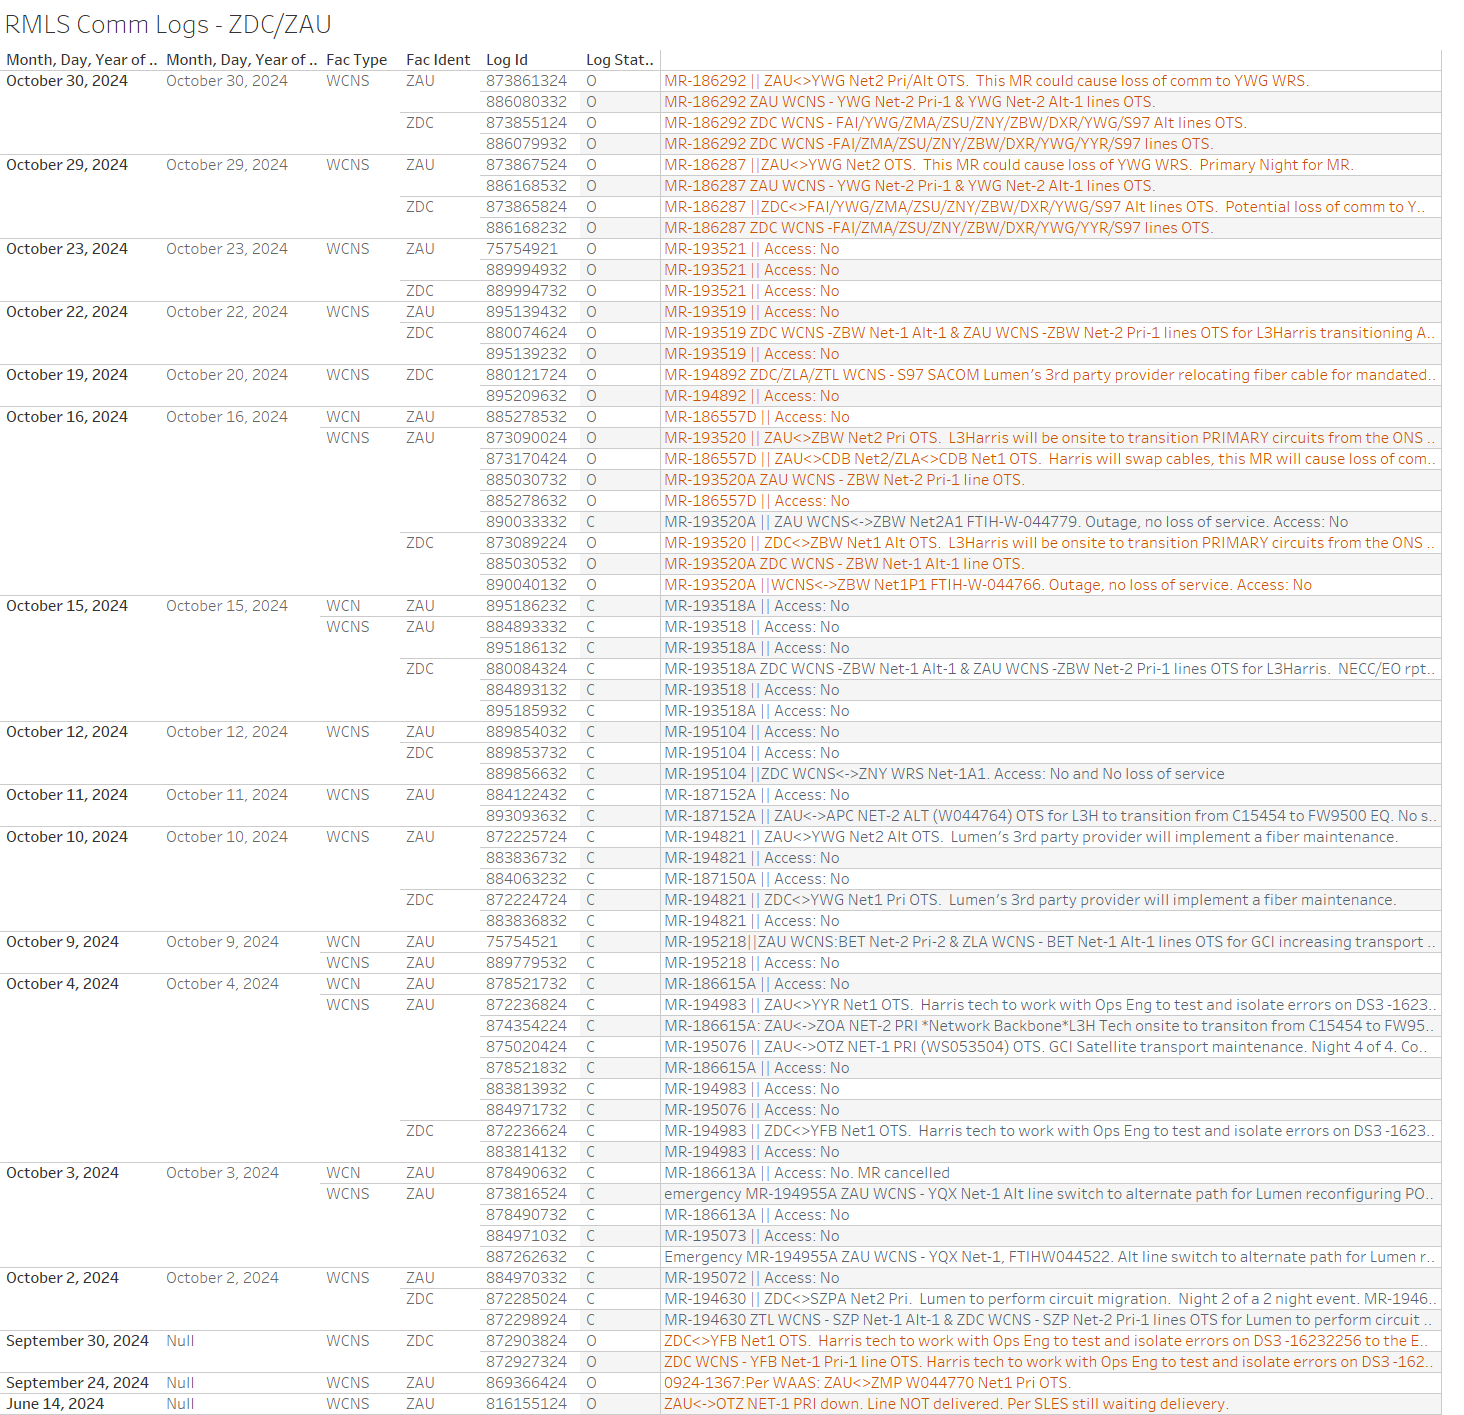 RMLS Comm Logs - ZDC/ZAU
Month, Day, Year of .. Month, Day, Year of .. Fac Type Fac Ident Log Id Log Stat..
October 30, 2024 October 30, 2024 WCNS ZAU 873861324 O MR-186292 || ZAU<>YWG Net2 Pri/Alt OTS. This MR could cause loss of comm to YWG WRS.
886080332 O MR-186292 ZAU WCNS - YWG Net-2 Pri-1 & YWG Net-2 Alt-1 lines OTS.
ZDC 873855124 O MR-186292 ZDC WCNS - FAI/YWG/ZMA/ZSU/ZNY/ZBW/DXR/YWG/S97 Alt lines OTS.
886079932 O MR-186292 ZDC WCNS -FAI/ZMA/ZSU/ZNY/ZBW/DXR/YWG/YYR/S97 lines OTS.
October 29, 2024 October 29, 2024 WCNS ZAU 873867524 O MR-186287 ||ZAU<>YWG Net2 OTS. This MR could cause loss of YWG WRS. Primary Night for MR.
886168532 O MR-186287 ZAU WCNS - YWG Net-2 Pri-1 & YWG Net-2 Alt-1 lines OTS.
ZDC 873865824 O MR-186287 ||ZDC<>FAI/YWG/ZMA/ZSU/ZNY/ZBW/DXR/YWG/S97 Alt lines OTS. Potential loss of comm to Y..
886168232 O MR-186287 ZDC WCNS -FAI/ZMA/ZSU/ZNY/ZBW/DXR/YWG/YYR/S97 lines OTS.
October 23, 2024 October 23, 2024 WCNS ZAU 75754921 O MR-193521 || Access: No
889994932 O MR-193521 || Access: No
ZDC 889994732 O MR-193521 || Access: No
October 22, 2024 October 22, 2024 WCNS ZAU 895139432 O MR-193519 || Access: No
ZDC 880074624 O MR-193519 ZDC WCNS -ZBW Net-1 Alt-1 & ZAU WCNS -ZBW Net-2 Pri-1 lines OTS for L3Harris transitioning A..
895139232 O MR-193519 || Access: No
October 19, 2024 October 20, 2024 WCNS ZDC 880121724 O MR-194892 ZDC/ZLA/ZTL WCNS - S97 SACOM Lumen's 3rd party provider relocating fiber cable for mandated..
895209632 O MR-194892 || Access: No
October 16, 2024 October 16, 2024 WCN ZAU 885278532 O MR-186557D || Access: No
WCNS ZAU 873090024 O MR-193520 || ZAU<>ZBW Net2 Pri OTS. L3Harris will be onsite to transition PRIMARY circuits from the ONS ..
873170424 O MR-186557D || ZAU<>CDB Net2/ZLA<>CDB Net1 OTS. Harris will swap cables, this MR will cause loss of com..
885030732 O MR-193520A ZAU WCNS - ZBW Net-2 Pri-1 line OTS.
885278632 O MR-186557D || Access: No
890033332 C MR-193520A || ZAU WCNS<->ZBW Net2A1 FTIH-W-044779. Outage, no loss of service. Access: No
ZDC 873089224 O MR-193520 || ZDC<>ZBW Net1 Alt OTS. L3Harris will be onsite to transition PRIMARY circuits from the ONS ..
885030532 O MR-193520A ZDC WCNS - ZBW Net-1 Alt-1 line OTS.
890040132 O MR-193520A ||WCNS<->ZBW Net1P1 FTIH-W-044766. Outage, no loss of service. Access: No
October 15, 2024 October 15, 2024 WCN ZAU 895186232 C MR-193518A || Access: No
WCNS ZAU 884893332 C MR-193518 || Access: No
895186132 C MR-193518A || Access: No
ZDC 880084324 C MR-193518A ZDC WCNS -ZBW Net-1 Alt-1 & ZAU WCNS -ZBW Net-2 Pri-1 lines OTS for L3Harris. NECC/EO rpt..
884893132 C MR-193518 || Access: No
895185932 C MR-193518A || Access: No
October 12, 2024 October 12, 2024 WCNS ZAU 889854032 C MR-195104 || Access: No
ZDC 889853732 C MR-195104 || Access: No
889856632 C MR-195104 ||ZDC WCNS<->ZNY WRS Net-1A1. Access: No and No loss of service
October 11, 2024 October 11, 2024 WCNS ZAU 884122432 C MR-187152A || Access: No
893093632 C MR-187152A || ZAU<->APC NET-2 ALT (W044764) OTS for L3H to transition from C15454 to FW9500 EQ. No s..
October 10, 2024 October 10, 2024 WCNS ZAU 872225724 C MR-194821 || ZAU<>YWG Net2 Alt OTS. Lumen's 3rd party provider will implement a fiber maintenance.
883836732 C MR-194821 || Access: No
884063232 C MR-187150A || Access: No
ZDC 872224724 C MR-194821 || ZDC<>YWG Net1 Pri OTS. Lumen's 3rd party provider will implement a fiber maintenance.
883836832 C MR-194821 || Access: No
October 9, 2024 October 9, 2024 WCN ZAU 75754521 C MR-195218||ZAU WCNS:BET Net-2 Pri-2 & ZLA WCNS - BET Net-1 Alt-1 lines OTS for GCI increasing transport ..
WCNS ZAU 889779532 C MR-195218 || Access: No
October 4, 2024 October 4, 2024 WCN ZAU 878521732 C MR-186615A || Access: No
WCNS ZAU 872236824 C MR-194983 || ZAU<>YYR Net1 OTS. Harris tech to work with Ops Eng to test and isolate errors on DS3 -1623..
874354224 C MR-186615A: ZAU<->ZOA NET-2 PRI *Network Backbone*L3H Tech onsite to transiton from C15454 to FW95..
875020424 C MR-195076 || ZAU<->OTZ NET-1 PRI (WS053504) OTS. GCI Satellite transport maintenance. Night 4 of 4. Co..
878521832 C MR-186615A || Access: No
883813932 C MR-194983 || Access: No
884971732 C MR-195076 || Access: No
ZDC 872236624 C MR-194983 || ZDC<>YFB Net1 OTS. Harris tech to work with Ops Eng to test and isolate errors on DS3 -1623..
883814132 C MR-194983 || Access: No
October 3, 2024 October 3, 2024 WCN ZAU 878490632 C MR-186613A || Access: No. MR cancelled
WCNS ZAU 873816524 C emergency MR-194955A ZAU WCNS - YQX Net-1 Alt line switch to alternate path for Lumen reconfiguring PO..
878490732 C MR-186613A || Access: No
884971032 C MR-195073 || Access: No
887262632 C Emergency MR-194955A ZAU WCNS - YQX Net-1, FTIHW044522. Alt line switch to alternate path for Lumen r..
October 2, 2024 October 2, 2024 WCNS ZAU 884970332 C MR-195072 || Access: No
ZDC 872285024 C MR-194630 || ZDC<>SZPA Net2 Pri. Lumen to perform circuit migration. Night 2 of a 2 night event. MR-1946..
872298924 C MR-194630 ZTL WCNS - SZP Net-1 Alt-1 & ZDC WCNS - SZP Net-2 Pri-1 lines OTS for Lumen to perform circuit ..
September 30, 2024 Null WCNS ZDC 872903824 O ZDC<>YFB Net1 OTS. Harris tech to work with Ops Eng to test and isolate errors on DS3 -16232256 to the E..
872927324 O ZDC WCNS - YFB Net-1 Pri-1 line OTS. Harris tech to work with Ops Eng to test and isolate errors on DS3 -162..
September 24, 2024 Null WCNS ZAU 869366424 O 0924-1367:Per WAAS: ZAU<>ZMP W044770 Net1 Pri OTS.
June 14, 2024 Null WCNS ZAU 816155124 O ZAU<->OTZ NET-1 PRI down. Line NOT delivered. Per SLES still waiting delievery.